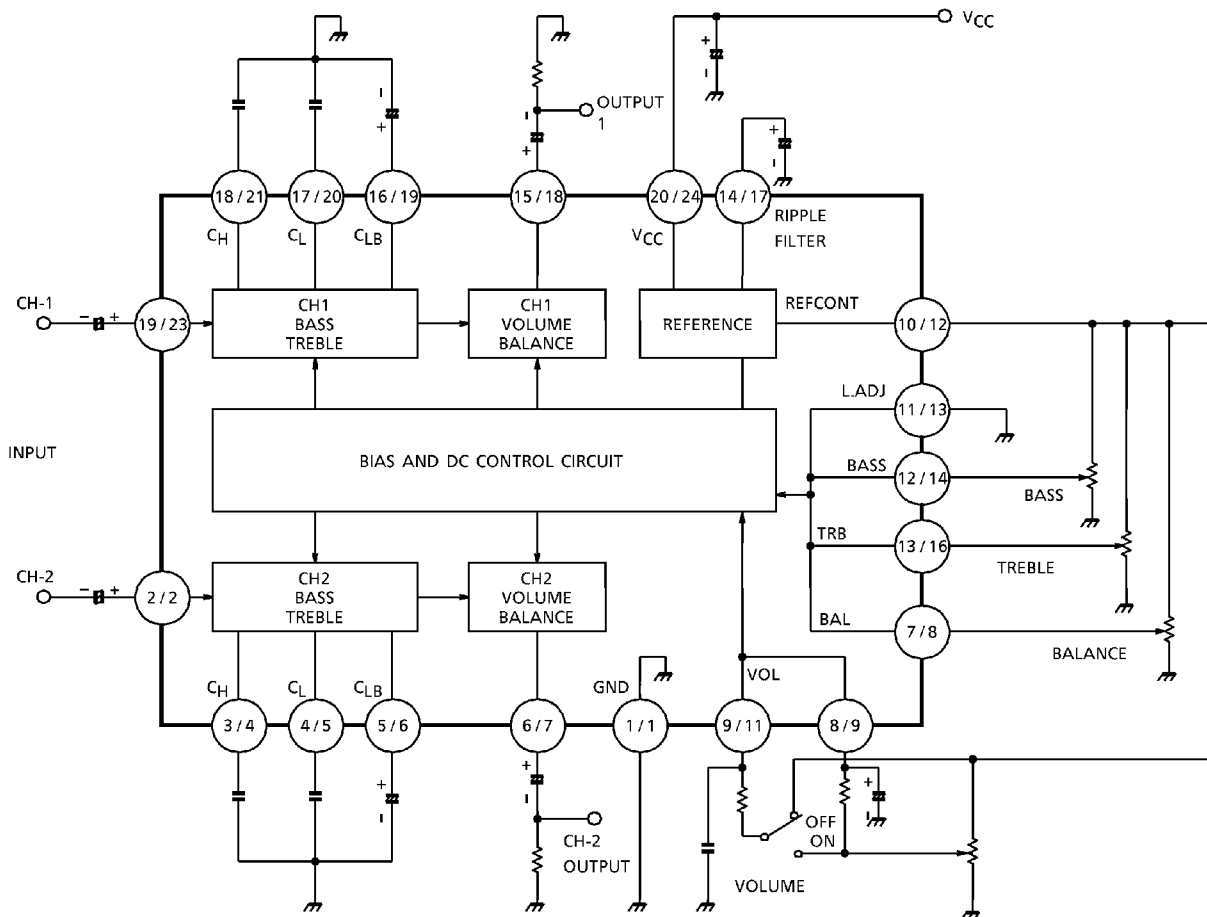 VCC
OUTPUT
1
18 / 21
17 / 20
16 / 19
15 / 18
20 / 24
14 / 17
RIPPLE
FILTER
CH
CL
CLB
VCC
CH-1
19 / 23
CH1
BASS
TREBLE
CH1
VOLUME
BALANCE
REFERENCE
REFCONT
10 / 12
L.ADJ
11 / 13
INPUT
BIAS AND DC CONTROL CIRCUIT
BASS
12 / 14
BASS
TRB
13 / 16
TREBLE
CH-2
2 / 2
CH2
BASS
TREBLE
CH2
VOLUME
BALANCE
BAL
7 / 8
BALANCE
CH
CL
CLB
GND
VOL
3 / 4
4 / 5
5 / 6
6 / 7
1 / 1
9 / 11
8 / 9
OFF
ON
CH-2
OUTPUT
VOLUME